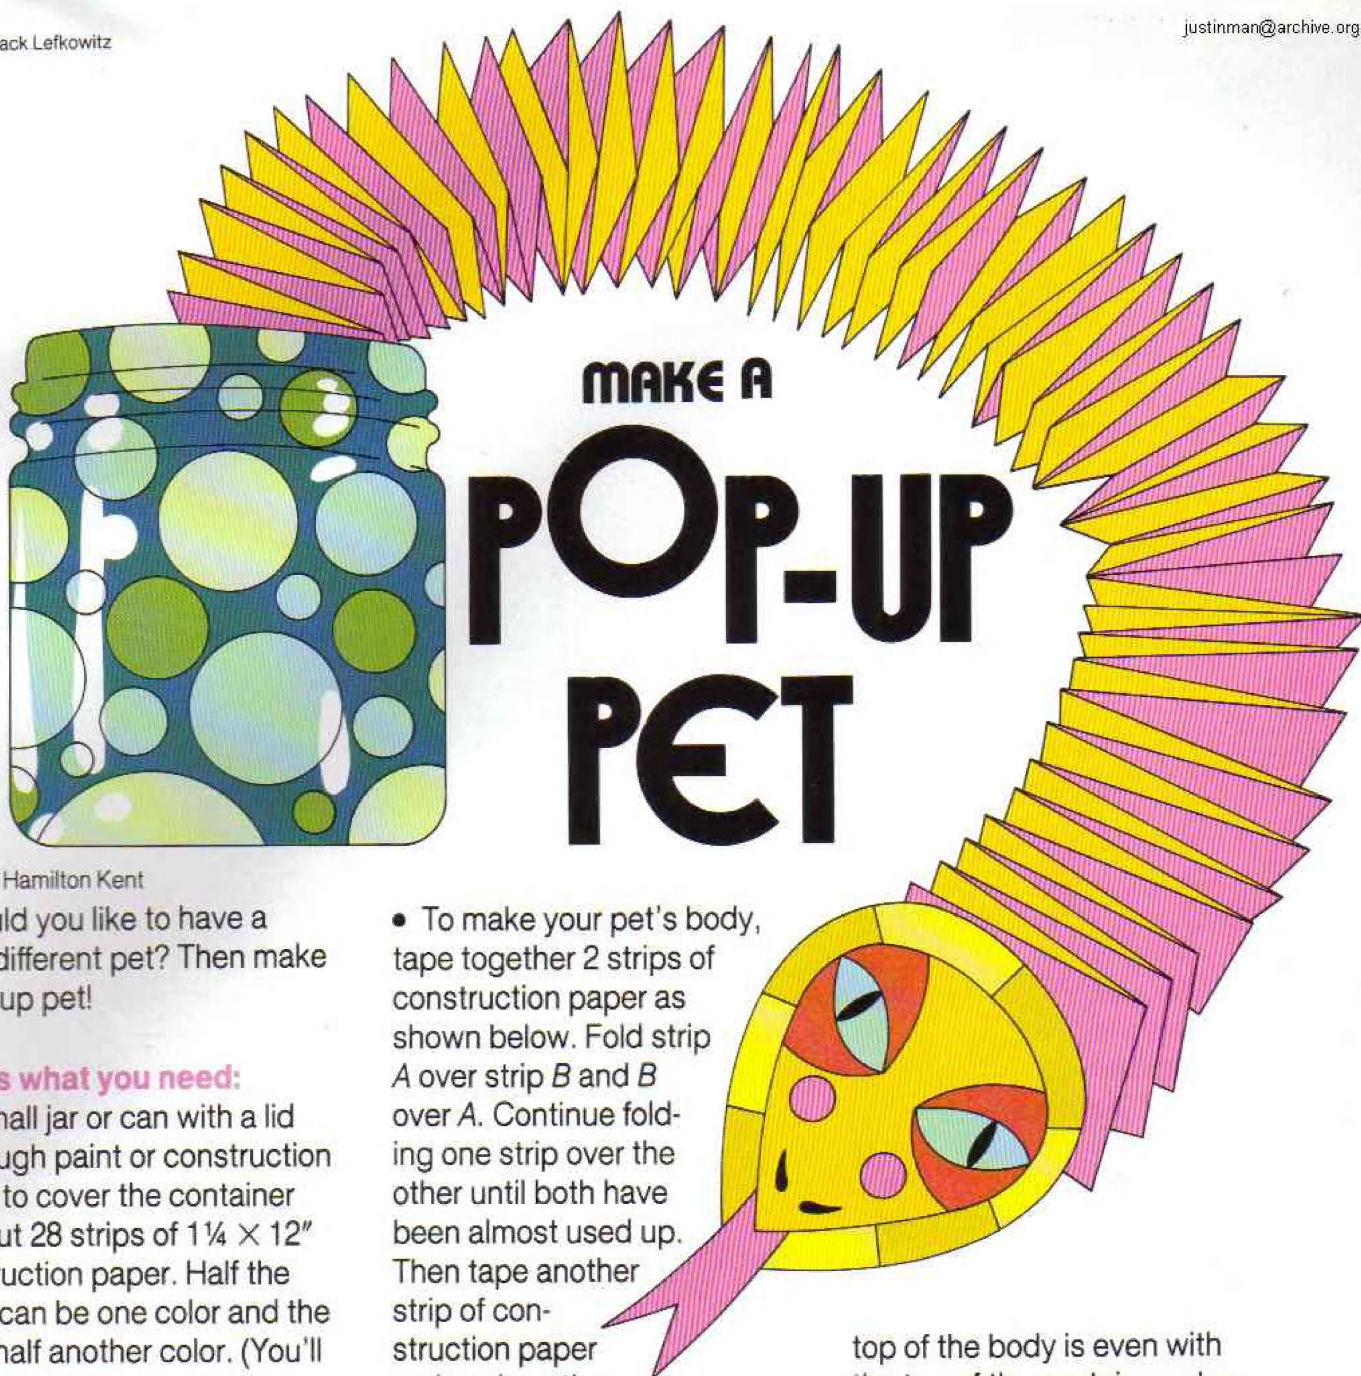 ack Lefkowitz
justinman@archive.org
MAKE A
POP-UP
PET
Hamilton Kent
ld you like to have a
different pet? Then make
up pet!
s what you need:
all jar or can with a lid
ugh paint or construction
to cover the container
ut 28 strips of 1¼ × 12″
uction paper. Half the
can be one color and the
half another color. (You'll
• To make your pet's body,
tape together 2 strips of
construction paper as
shown below. Fold strip
A over strip B and B
over A. Continue fold-
ing one strip over the
other until both have
been almost used up.
Then tape another
strip of con-
struction paper
top of the body is even with